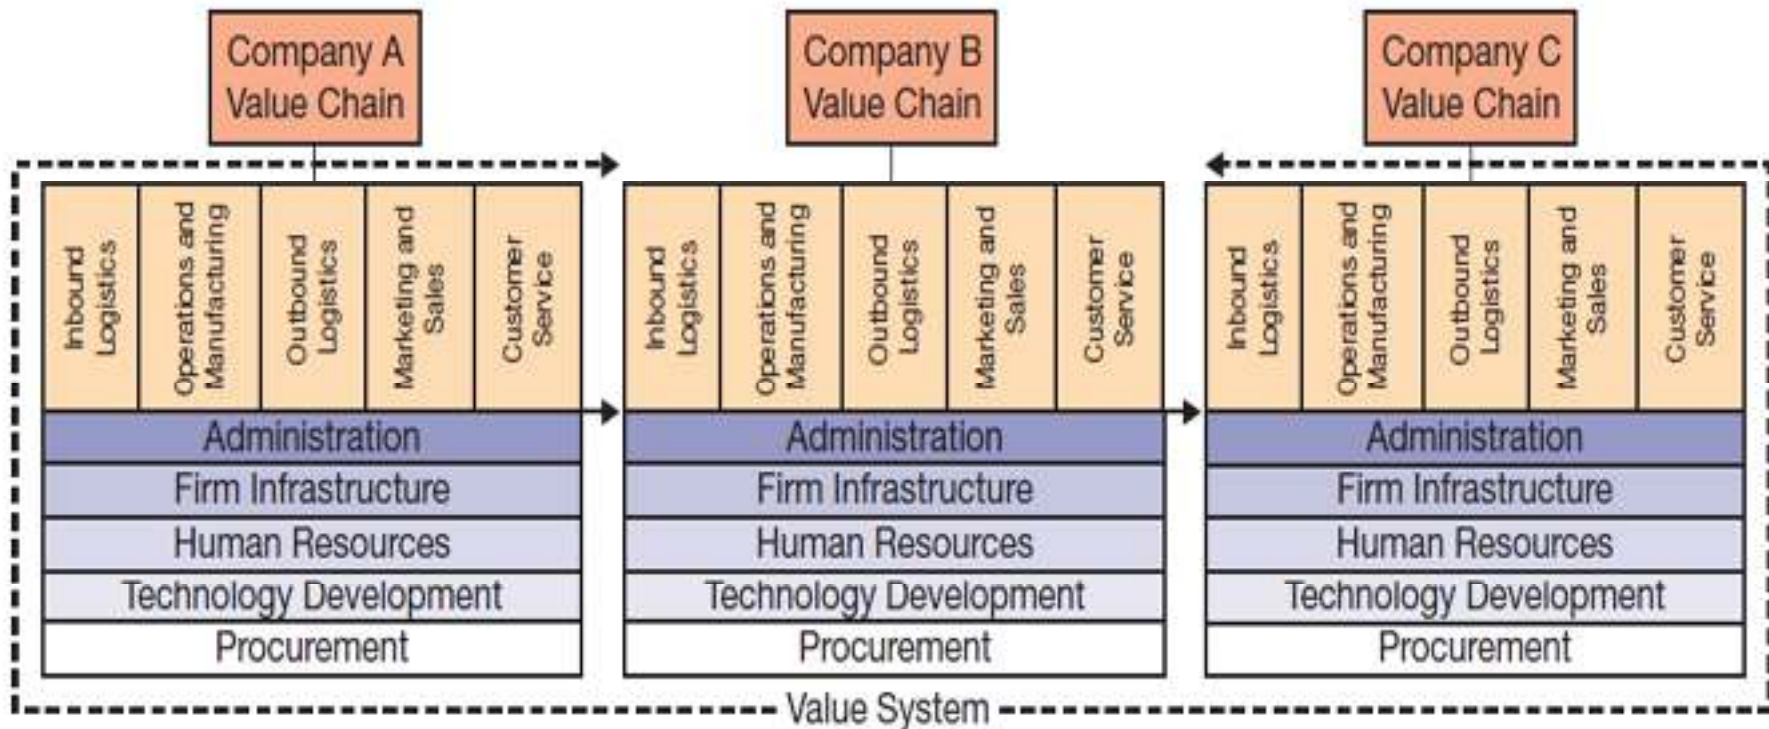 Company A
Value Chain
Company B
Value Chain
Company C
Value Chain
Inbound
Logistics
Operations and
Manufacturing
Outbound
Logistics
Marketing and
Sales
Customer
Service
Inbound
Logistics
Operations and
Manufacturing
Outbound
Logistics
Marketing and
Sales
Customer
Service
Inbound
Logistics
Operations and
Manufacturing
Outbound
Logistics
Marketing and
Sales
Customer
Service
Administration
Firm Infrastructure
Human Resources
Technology Development
Procurement
Administration
Firm Infrastructure
Human Resources
Technology Development
Procurement
Administration
Firm Infrastructure
Human Resources
Technology Development
Procurement
Value System